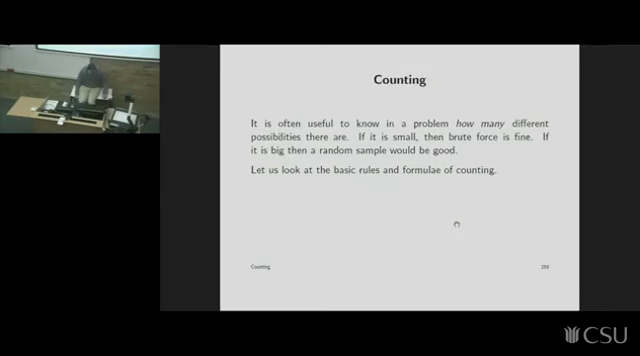 Counting
It is often useful to know in a problem how many different
possibilities there are. If it is small, then brute force is fine. If
it is big then a random sample would be good.
Let us look at the basic rules and formulae of counting.
Counting
CSU